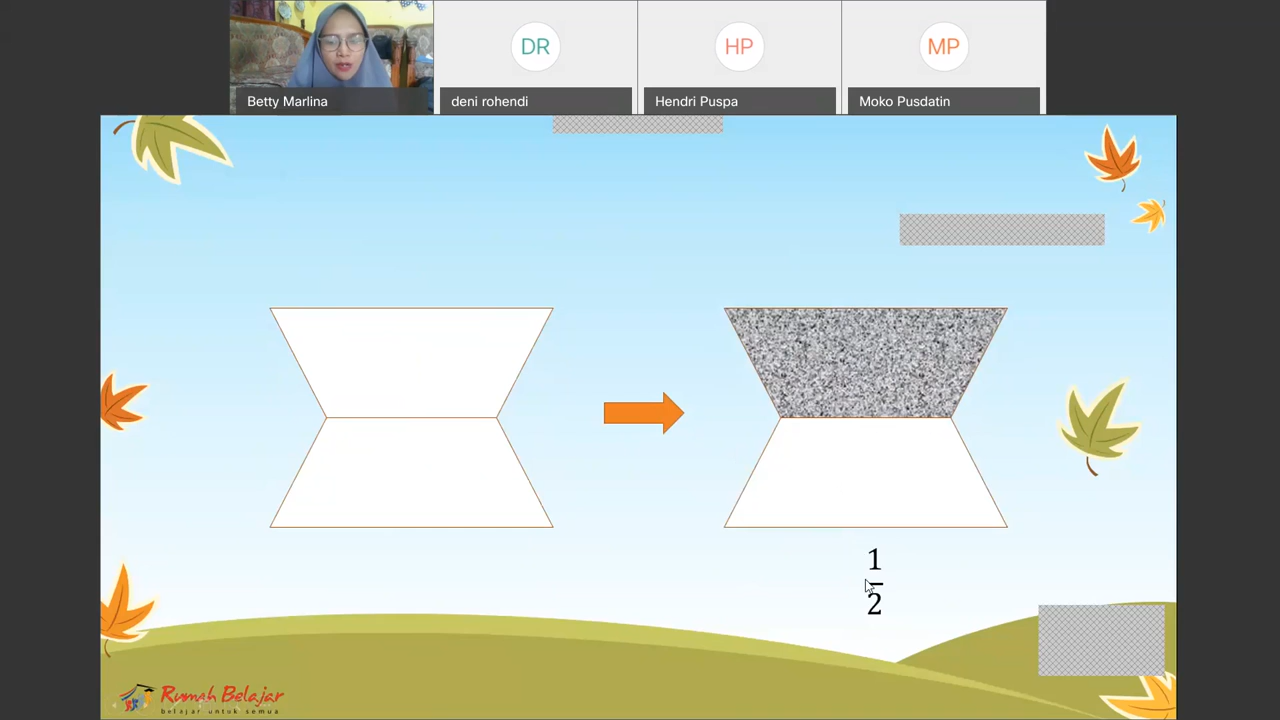 DR
HP
MP
Betty Marlina
deni rohendi
Hendri Puspa
Moko Pusdatin
1
2
Rumah Belajar
belajar untuk semua